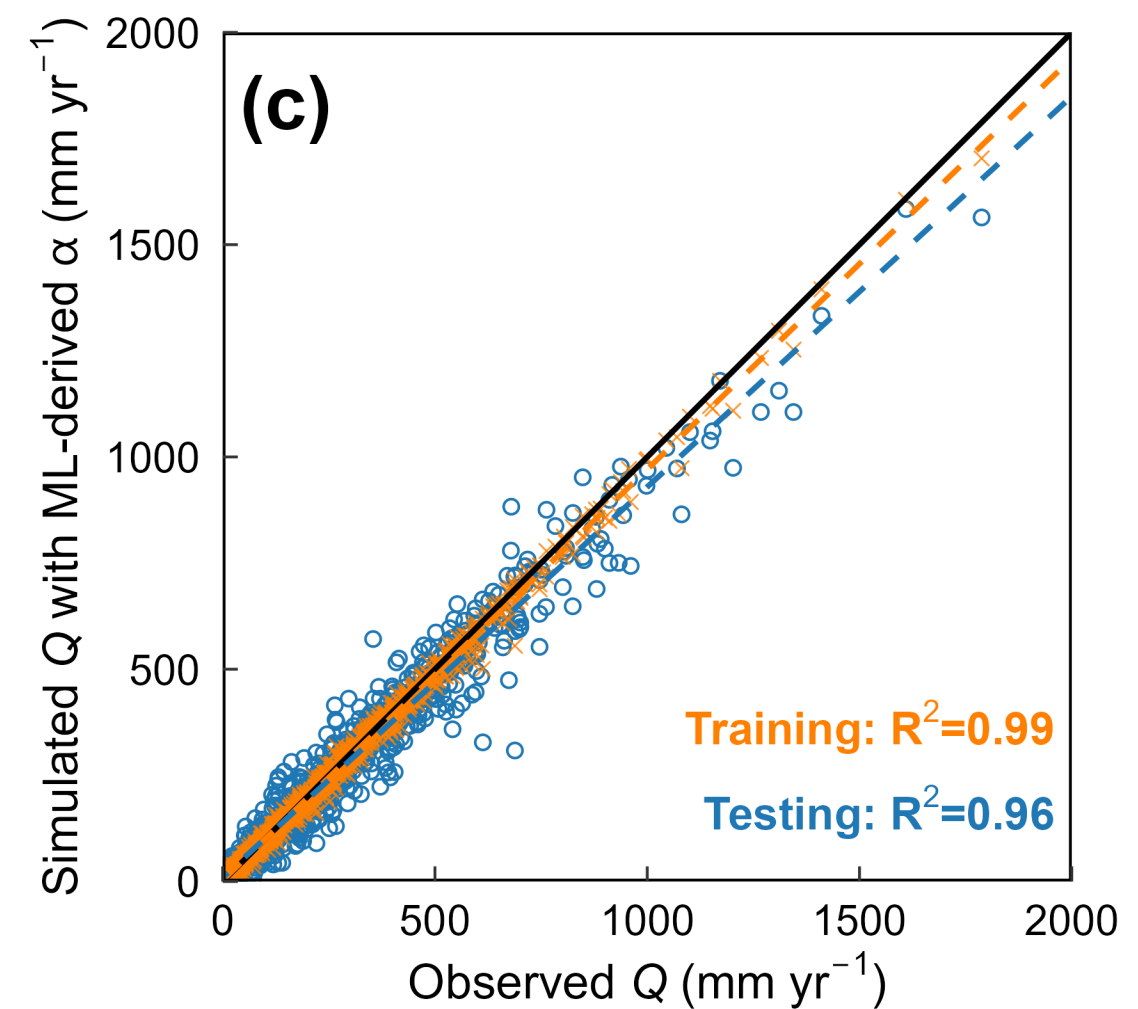 (c)
Simulated Q with ML-derived α (mm yr⁻¹)
2000
1500
1000
500
0
Training: R²=0.99
Testing: R²=0.96
0 500 1000 1500 2000
Observed Q (mm yr⁻¹)